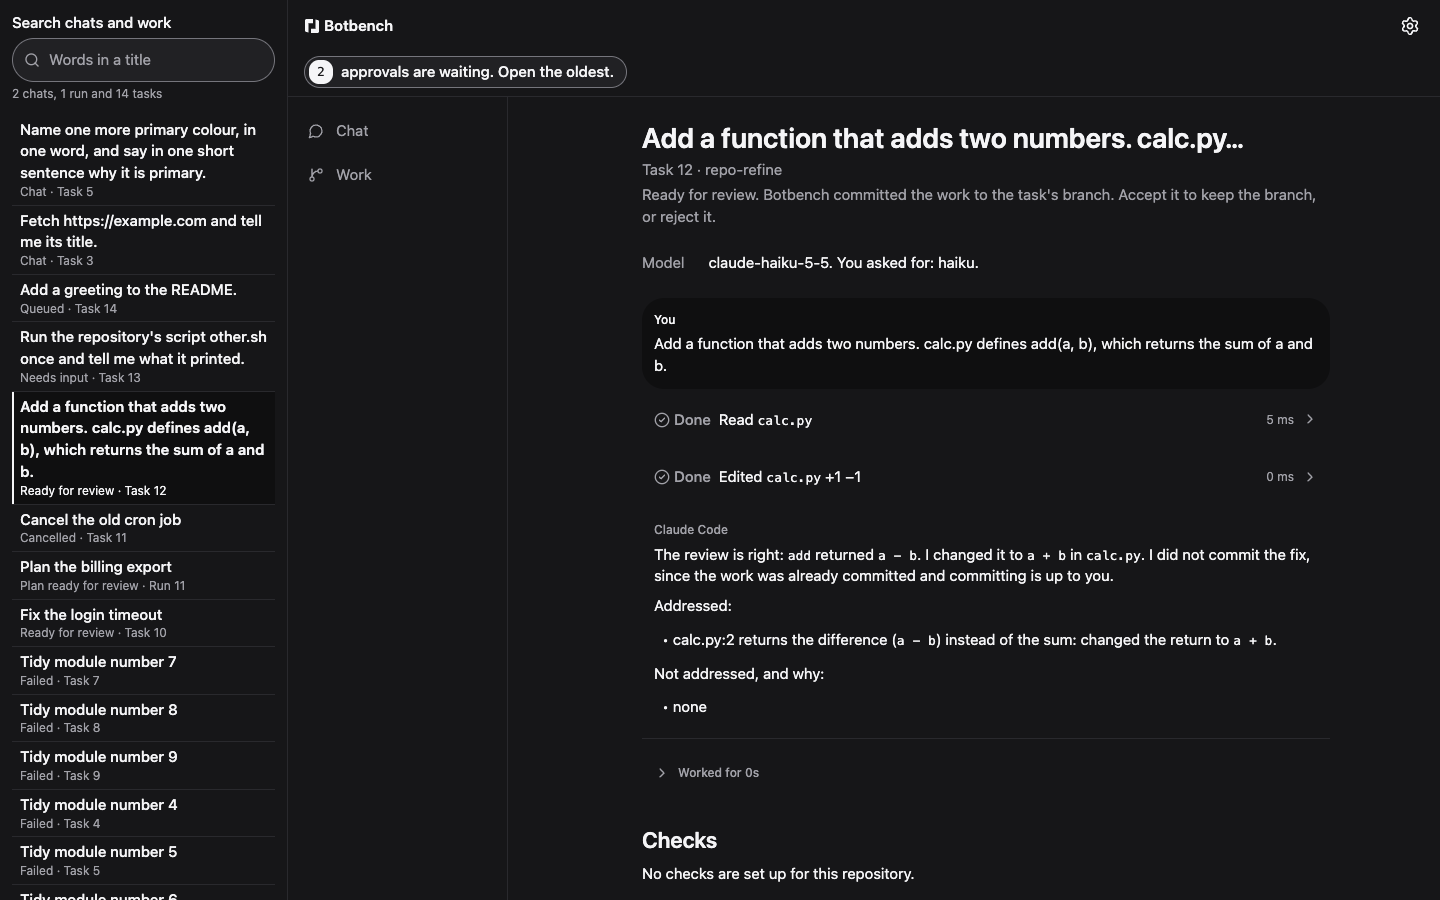 Search chats and work
Words in a title
2 chats, 1 run and 14 tasks
Name one more primary colour, in
one word, and say in one short
sentence why it is primary.
Chat · Task 5
Fetch https://example.com and tell
me its title.
Chat · Task 3
Add a greeting to the README.
Queued · Task 14
Run the repository's script other.sh
once and tell me what it printed.
Needs input · Task 13
Add a function that adds two
numbers. calc.py defines add(a,
b), which returns the sum of a and
b.
Ready for review · Task 12
Cancel the old cron job
Cancelled · Task 11
Plan the billing export
Plan ready for review · Run 11
Fix the login timeout
Ready for review · Task 10
Tidy module number 7
Failed · Task 7
Tidy module number 8
Failed · Task 8
Tidy module number 9
Failed · Task 9
Tidy module number 4
Failed · Task 4
Tidy module number 5
Failed · Task 5
Tidy module number 6
Botbench
2 approvals are waiting. Open the oldest.
Chat
Work
Add a function that adds two numbers. calc.py…
Task 12 · repo-refine
Ready for review. Botbench committed the work to the task's branch. Accept it to keep the branch,
or reject it.
Model claude-haiku-5-5. You asked for: haiku.
You
Add a function that adds two numbers. calc.py defines add(a, b), which returns the sum of a and
b.
Done Read calc.py 5 ms
Done Edited calc.py +1 −1 0 ms
Claude Code
The review is right: add returned a - b. I changed it to a + b in calc.py. I did not commit the fix,
since the work was already committed and committing is up to you.
Addressed:
• calc.py:2 returns the difference (a - b) instead of the sum: changed the return to a + b.
Not addressed, and why:
• none
Worked for 0s
Checks
No checks are set up for this repository.